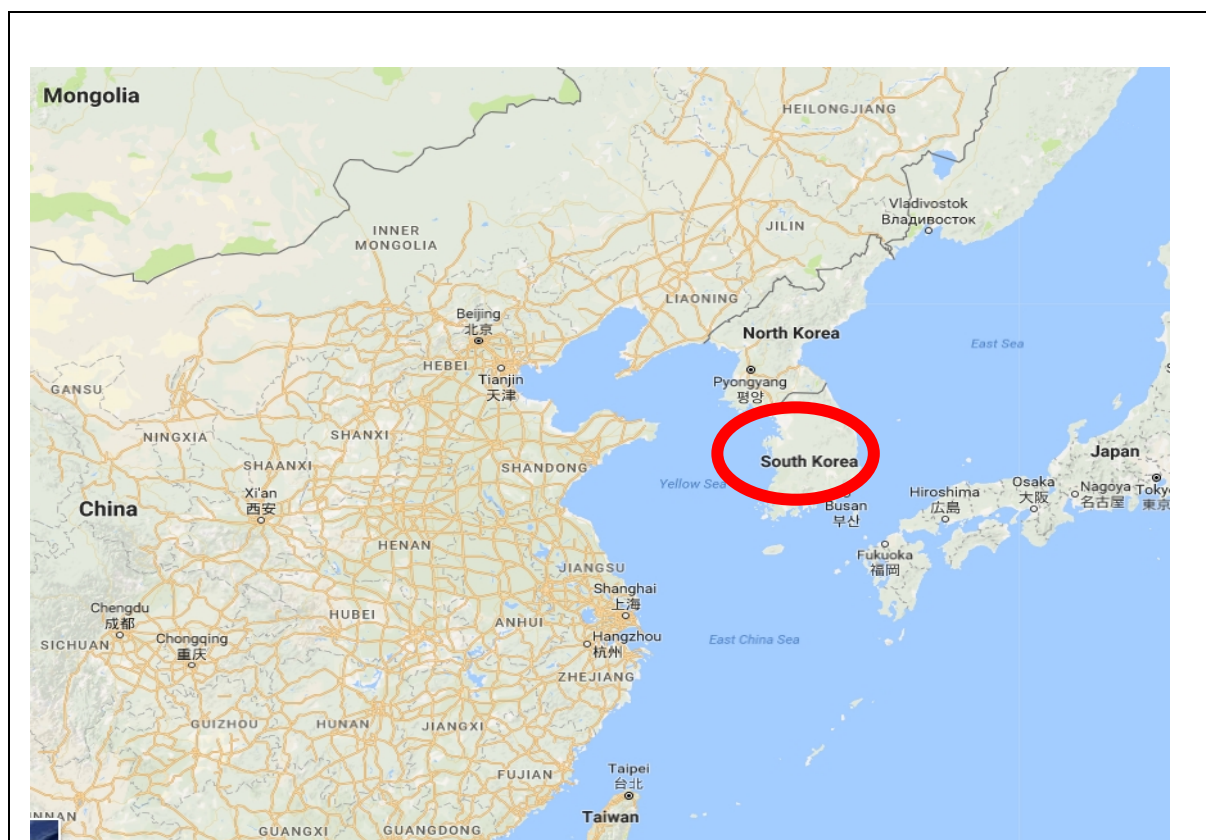 Mongolia
HEILONGJIANG
Vladivostok
Владивосток
INNER
MONGOLIA
JILIN
LIAONING
Beijing
北京
North Korea
East Sea
HEBEI
Tianjin
天津
Pyongyang
평양
GANSU
NINGXIA
SHANXI
SHAANXI
SHANDONG
South Korea
Yellow Sea
Japan
Xi'an
西安
China
Busan
부산
Hiroshima
広島
Osaka
大阪
Nagoya
名古屋
Toky
東京
HENAN
Fukuoka
福岡
JIANGSU
Shanghai
上海
Chengdu
成都
HUBEI
ANHUI
SICHUAN
Chongqing
重庆
Hangzhou
杭州
East China Sea
ZHEJIANG
GUIZHOU
HUNAN
JIANGXI
FUJIAN
Taipei
台北
Taiwan
GUANGXI
GUANGDONG